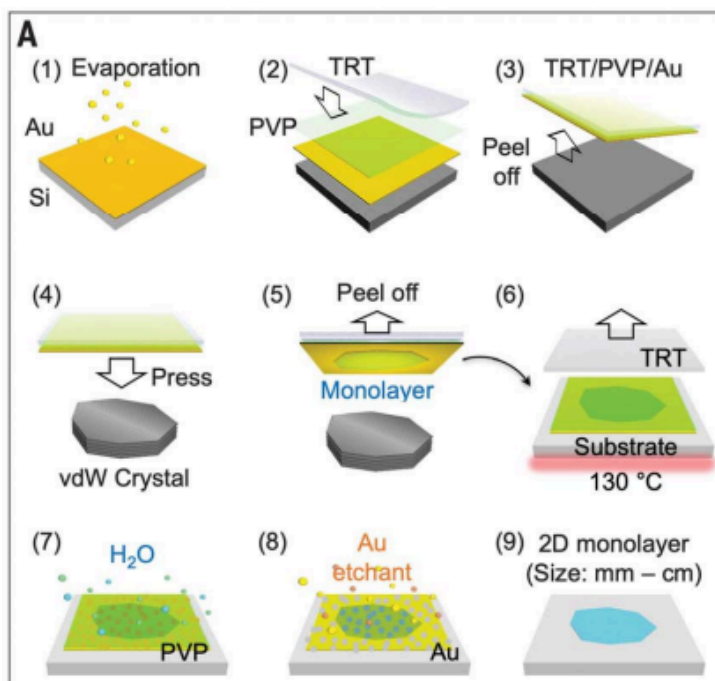 A
(1) Evaporation
Au
Si
(2) TRT
PVP
(3) TRT/PVP/Au
Peel
off
(4)
Press
vdW Crystal
(5)
Peel off
Monolayer
(6)
TRT
Substrate
130 °C
(7)
H₂O
PVP
(8) Au
etchant
Au
(9) 2D monolayer
(Size: mm – cm)